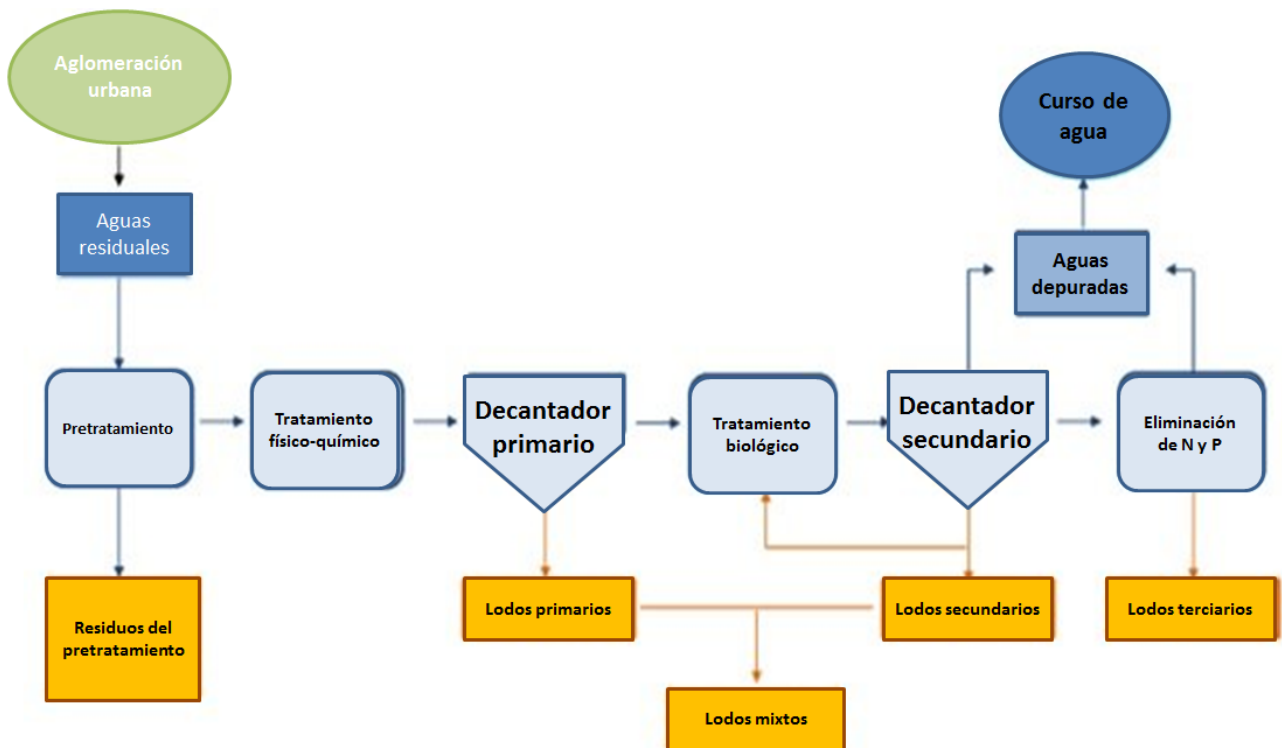 Aglomeración
urbana
Curso de
agua
Aguas
residuales
Aguas
depuradas
Pretratamiento
Tratamiento
físico-químico
Decantador
primario
Tratamiento
biológico
Decantador
secundario
Eliminación
de N y P
Residuos del
pretratamiento
Lodos primarios
Lodos secundarios
Lodos terciarios
Lodos mixtos